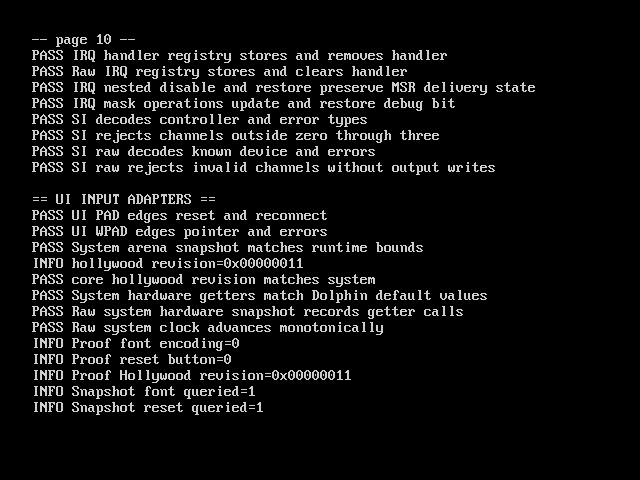 -- page 10 --
PASS IRQ handler registry stores and removes handler
PASS Raw IRQ registry stores and clears handler
PASS IRQ nested disable and restore preserve MSR delivery state
PASS IRQ mask operations update and restore debug bit
PASS SI decodes controller and error types
PASS SI rejects channels outside zero through three
PASS SI raw decodes known device and errors
PASS SI raw rejects invalid channels without output writes

== UI INPUT ADAPTERS ==
PASS UI PAD edges reset and reconnect
PASS UI WPAD edges pointer and errors
PASS System arena snapshot matches runtime bounds
INFO hollywood revision=0x00000011
PASS core hollywood revision matches system
PASS System hardware getters match Dolphin default values
PASS Raw system hardware snapshot records getter calls
PASS Raw system clock advances monotonically
INFO Proof font encoding=0
INFO Proof reset button=0
INFO Proof Hollywood revision=0x00000011
INFO Snapshot font queried=1
INFO Snapshot reset queried=1